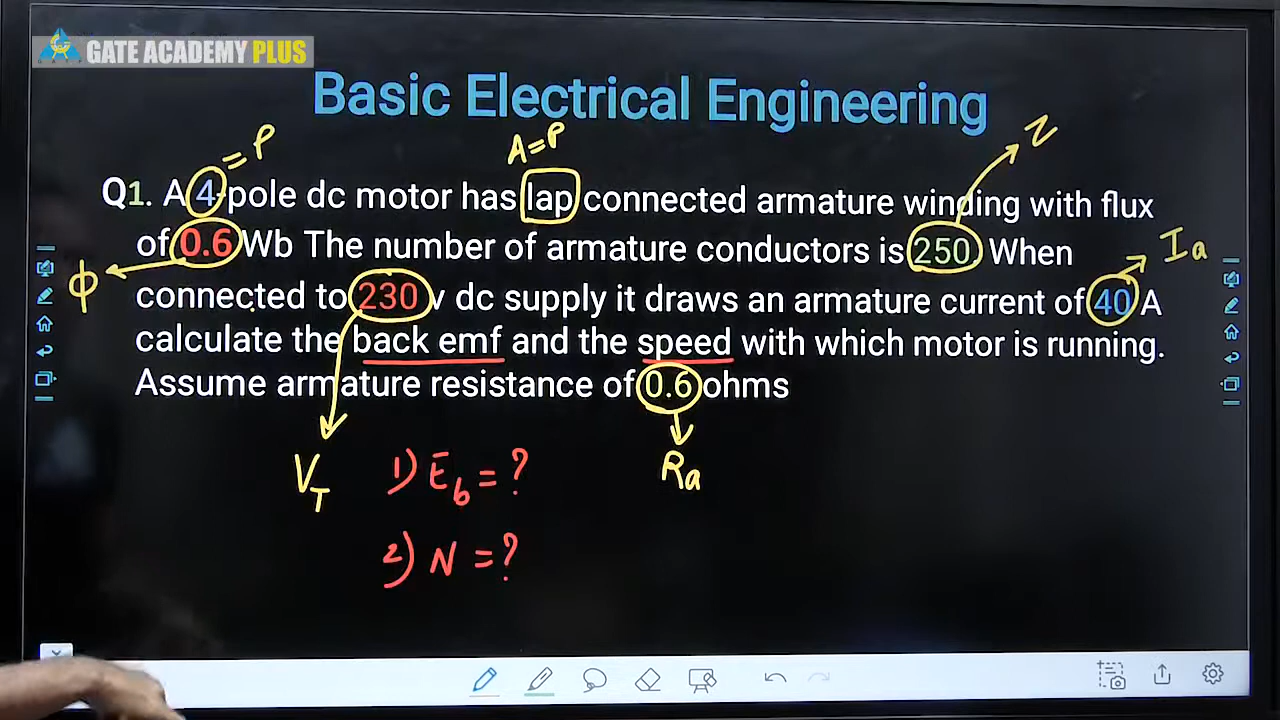 GATE ACADEMY PLUS
Basic Electrical Engineering
= P
A=P
Z
Q1. A 4-pole dc motor has lap connected armature winding with flux
of 0.6 Wb The number of armature conductors is 250. When
Ia
ϕ
connected to 230 v dc supply it draws an armature current of 40 A
calculate the back emf and the speed with which motor is running.
Assume armature resistance of 0.6 ohms
VT
1) Eb = ?
Ra
2) N = ?